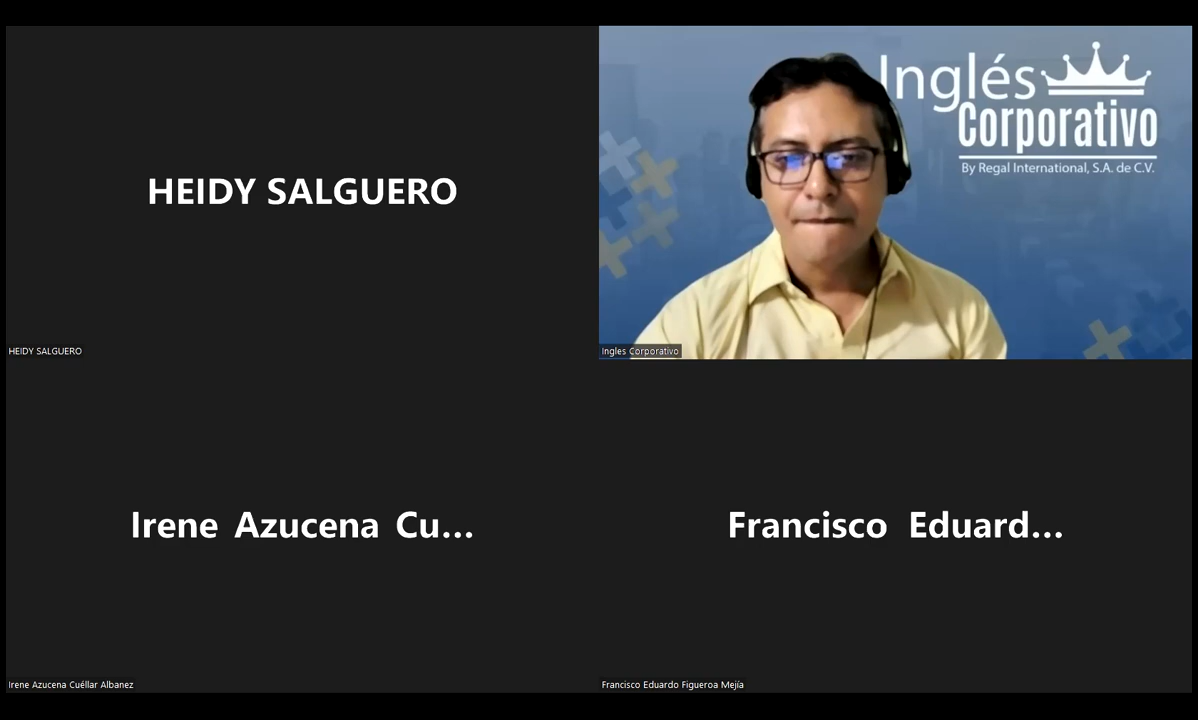 HEIDY SALGUERO
HEIDY SALGUERO
Inglés
Corporativo
By Regal International, S.A. de C.V.
Ingles Corporativo
Irene Azucena Cu...
Irene Azucena Cuéllar Albanez
Francisco Eduard...
Francisco Eduardo Figueroa Mejía